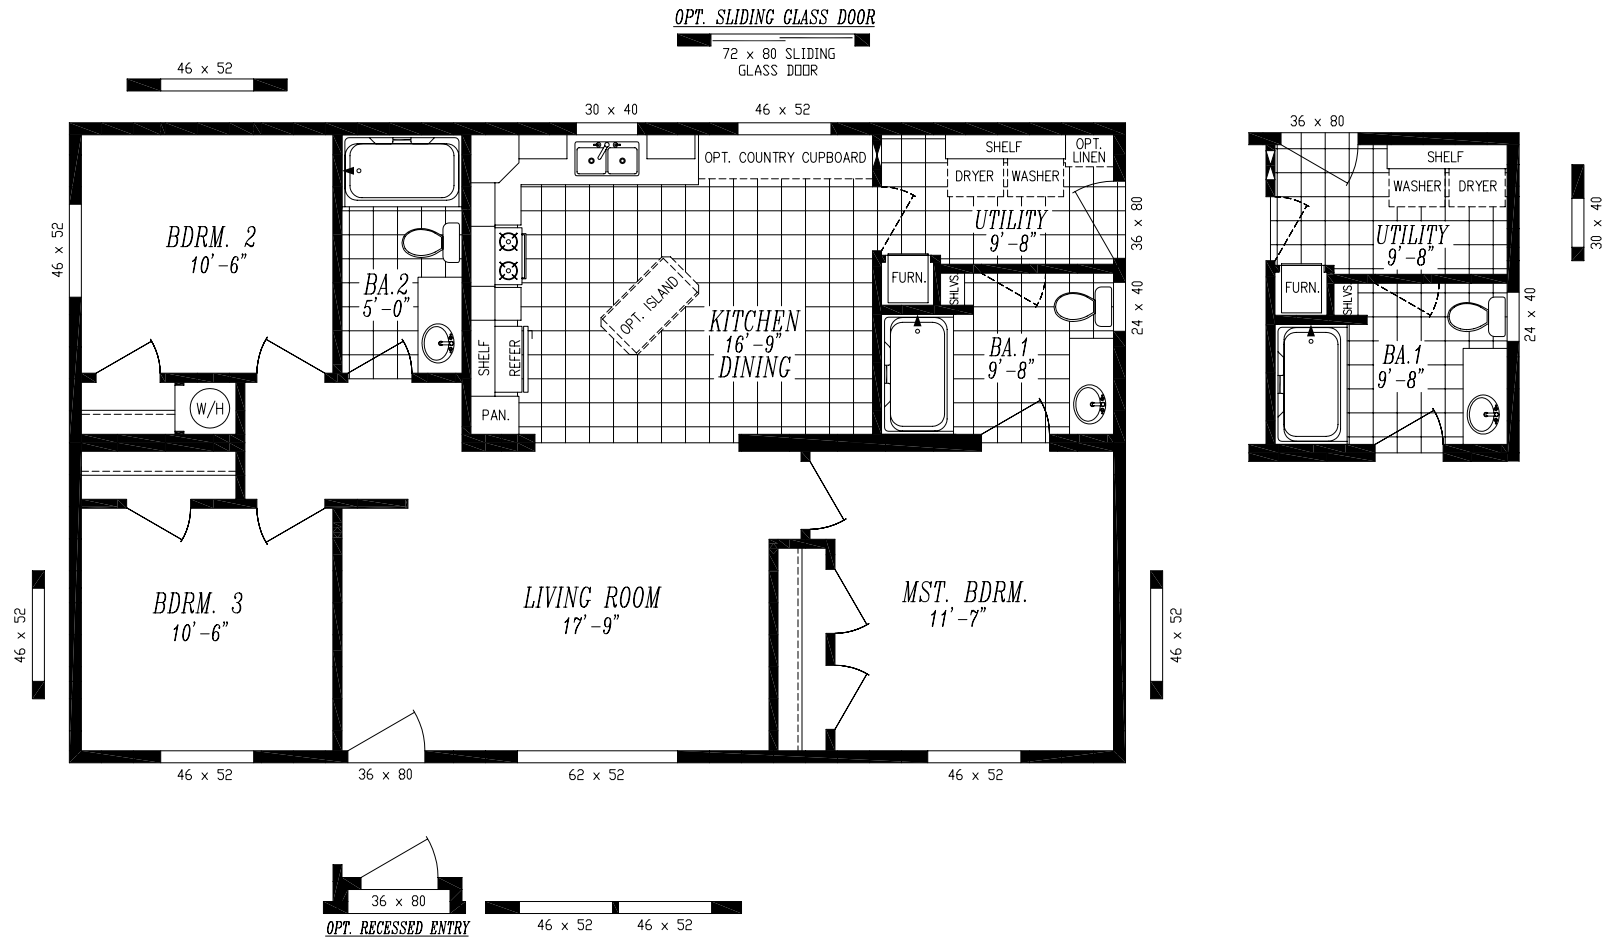 OPT. SLIDING GLASS DOOR
72 x 80 SLIDING
GLASS DOOR
46 x 52
30 x 40
46 x 52
36 x 80
OPT. COUNTRY CUPBOARD
SHELF
OPT.
LINEN
DRYER
WASHER
UTILITY
9'-8"
36 x 80
BDRM. 2
10'-6"
46 x 52
BA.2
5'-0"
OPT. ISLAND
KITCHEN
16'-9"
DINING
FURN.
SHLVS.
24 x 40
BA.1
9'-8"
SHELF
REFER
PAN.
W/H
SHELF
WASHER
DRYER
UTILITY
9'-8"
30 x 40
FURN.
SHLVS.
24 x 40
BA.1
9'-8"
BDRM. 3
10'-6"
46 x 52
LIVING ROOM
17'-9"
MST. BDRM.
11'-7"
46 x 52
46 x 52
36 x 80
62 x 52
46 x 52
36 x 80
OPT. RECESSED ENTRY
46 x 52
46 x 52